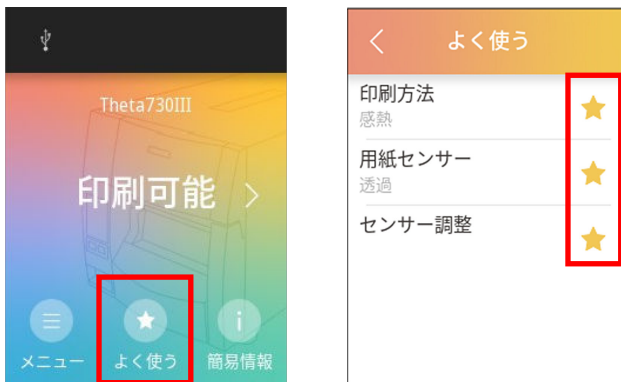 Theta730III
印刷可能
メニュー
よく使う
簡易情報
よく使う
印刷方法
感熱
用紙センサー
透過
センサー調整